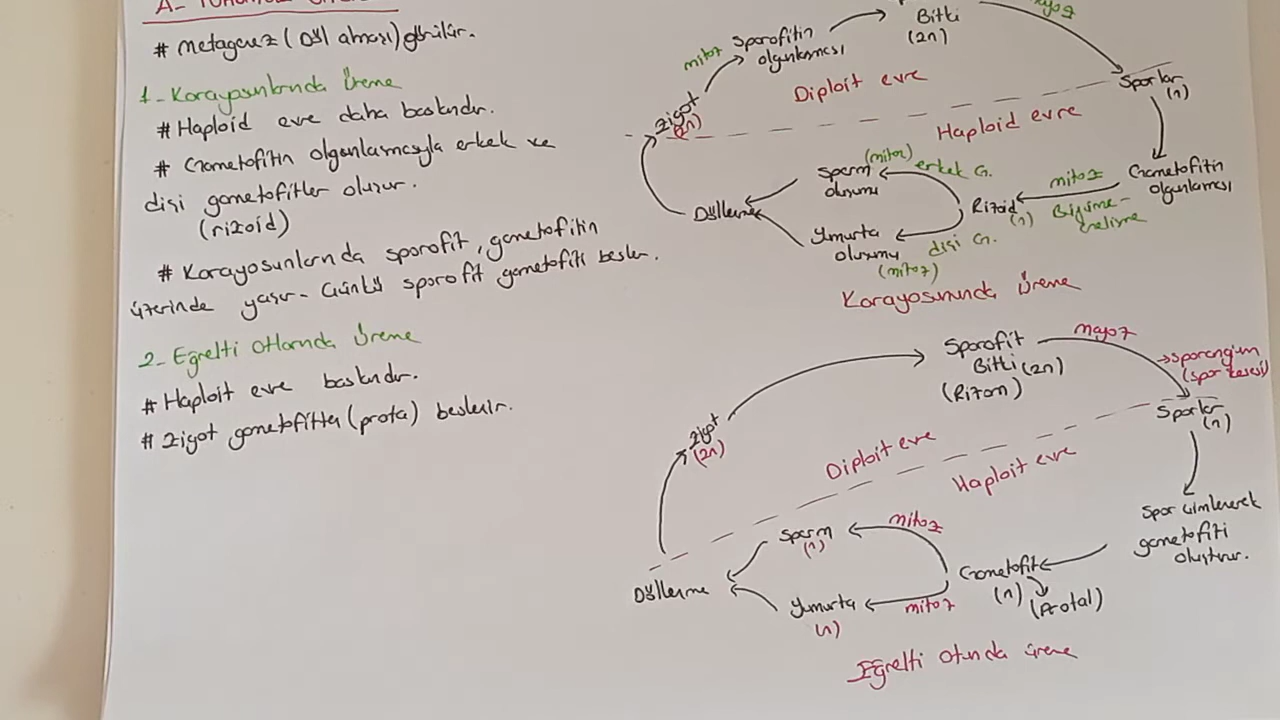 # Metagenez (Döl alması) görülür.
1- Karayosunlarında Üreme
# Haploid evre daha baskındır.
# Gametofitin olgunlaşmasıyla erkek ve
dişi gametofitler oluşur.
(rizoid)
# Karayosunlarında sporofit, gametofitin
üzerinde yaşar- Çünkü sporofit gametofiti besler.
2- Eğrelti Otlarında Üreme
# Haploit evre baskındır.
# Zigot gametofitte (prota) beslenir.
Bitki
(2n)
mayoz
Sporofitin
olgunlaşması
mitoz
Zigot
(2n)
Diploit evre
Sporlar
(n)
Haploid evre
Gametofitin
olgunlaşması
mitoz
Büyüme-
Gelişme
Rizoid
(n)
erkek G.
(mitoz)
Sperm
oluşumu
dişi G.
Yumurta
oluşumu
(mitoz)
Döllenme
Karayosununda Üreme
Sporofit
Bitki (2n)
(Rizom)
mayoz
→sporangium
(spor kesesi)
Sporlar
(n)
Zigot
(2n)
Diploit evre
Haploit evre
Spor çimlenerek
gametofiti
oluşturur.
Gametofit
(n)
(Protal)
mitoz
Sperm
(n)
mitoz
Yumurta
(n)
Döllenme
Eğrelti Otunda üreme